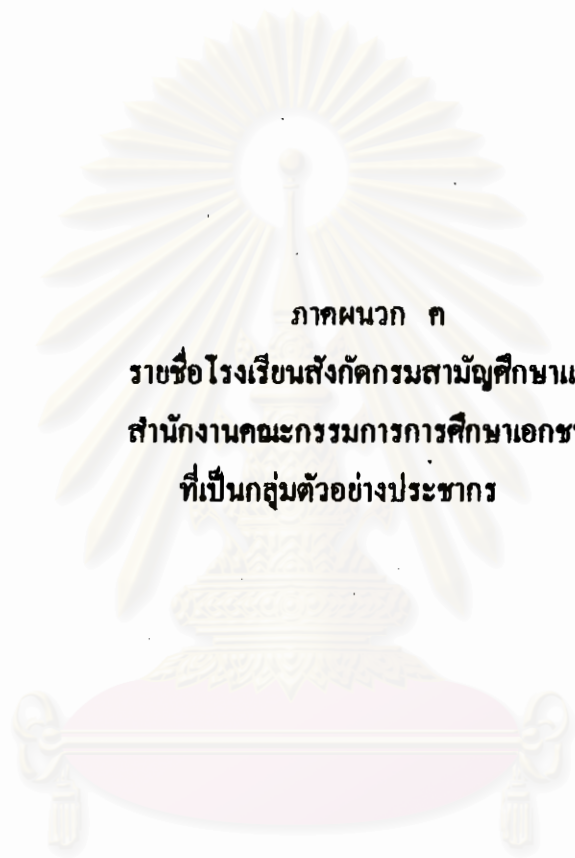 ภาคผนวก ค
รายชื่อโรงเรียนสังกัดกรมสามัญศึกษาแ
สำนักงานคณะกรรมการการศึกษาเอกช
ที่เป็นกลุ่มตัวอย่างประชากร